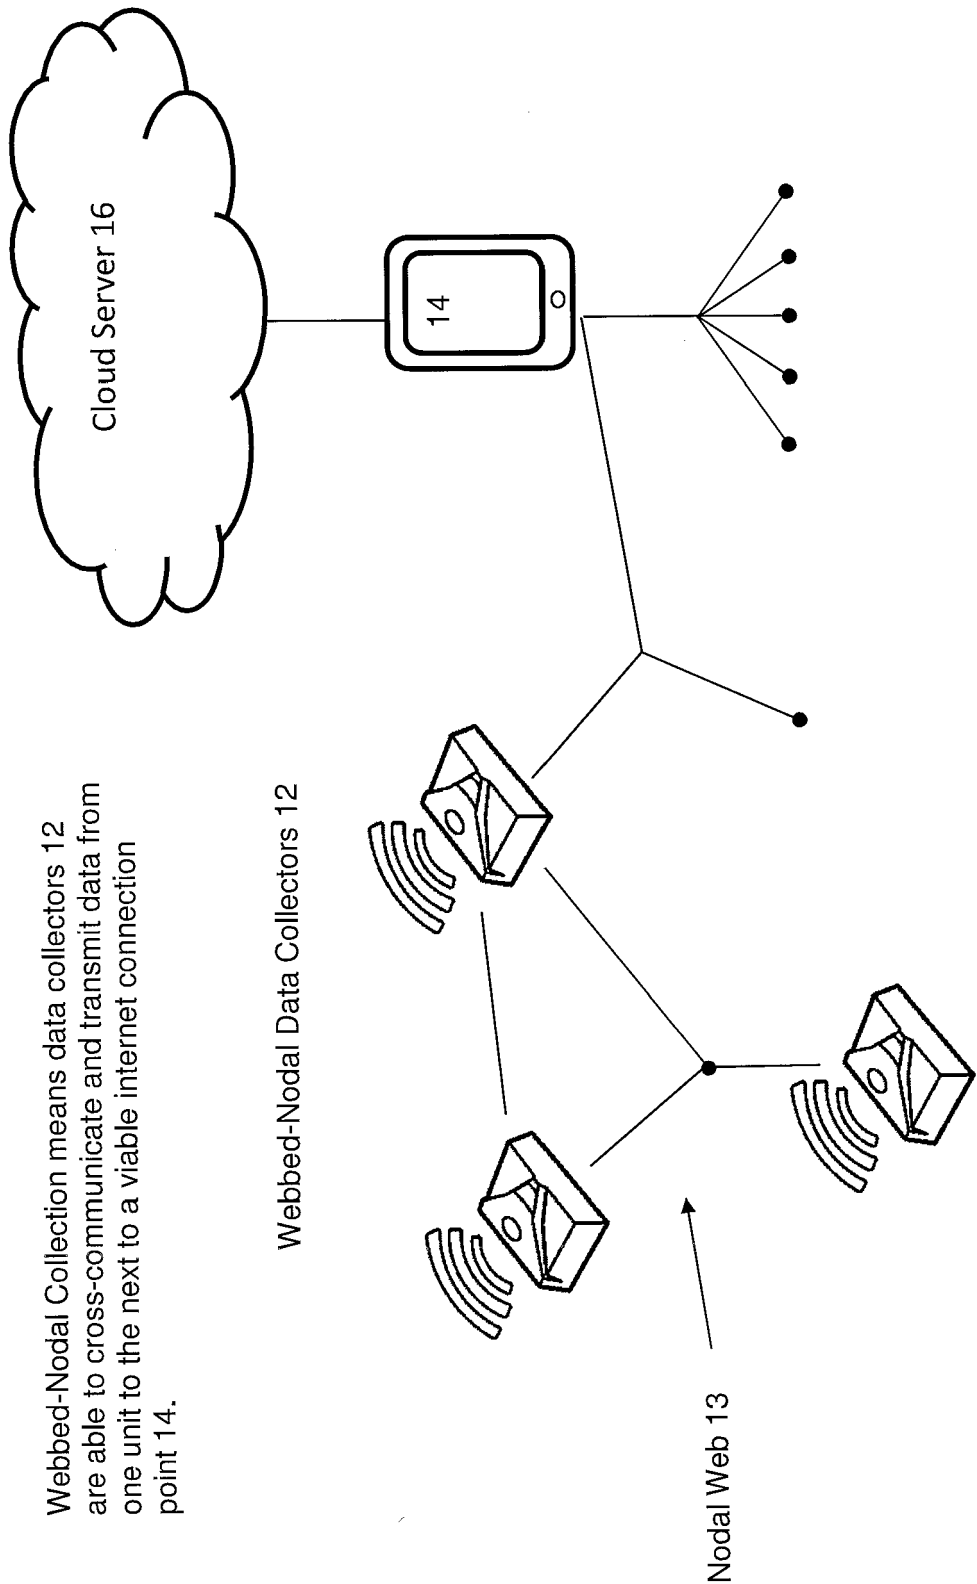 Webbed-Nodal Collection means data collectors 12
are able to cross-communicate and transmit data from
one unit to the next to a viable internet connection
point 14.
Cloud Server 16
Webbed-Nodal Data Collectors 12
14
Nodal Web 13